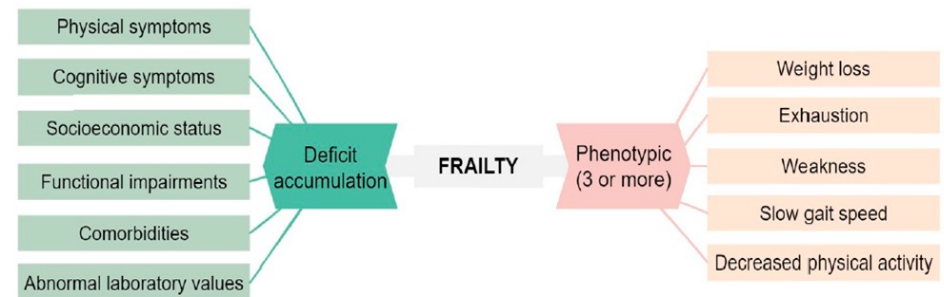 Physical symptoms
Cognitive symptoms
Socioeconomic status
Functional impairments
Comorbidities
Abnormal laboratory values
Deficit
accumulation
FRAILTY
Phenotypic
(3 or more)
Weight loss
Exhaustion
Weakness
Slow gait speed
Decreased physical activity